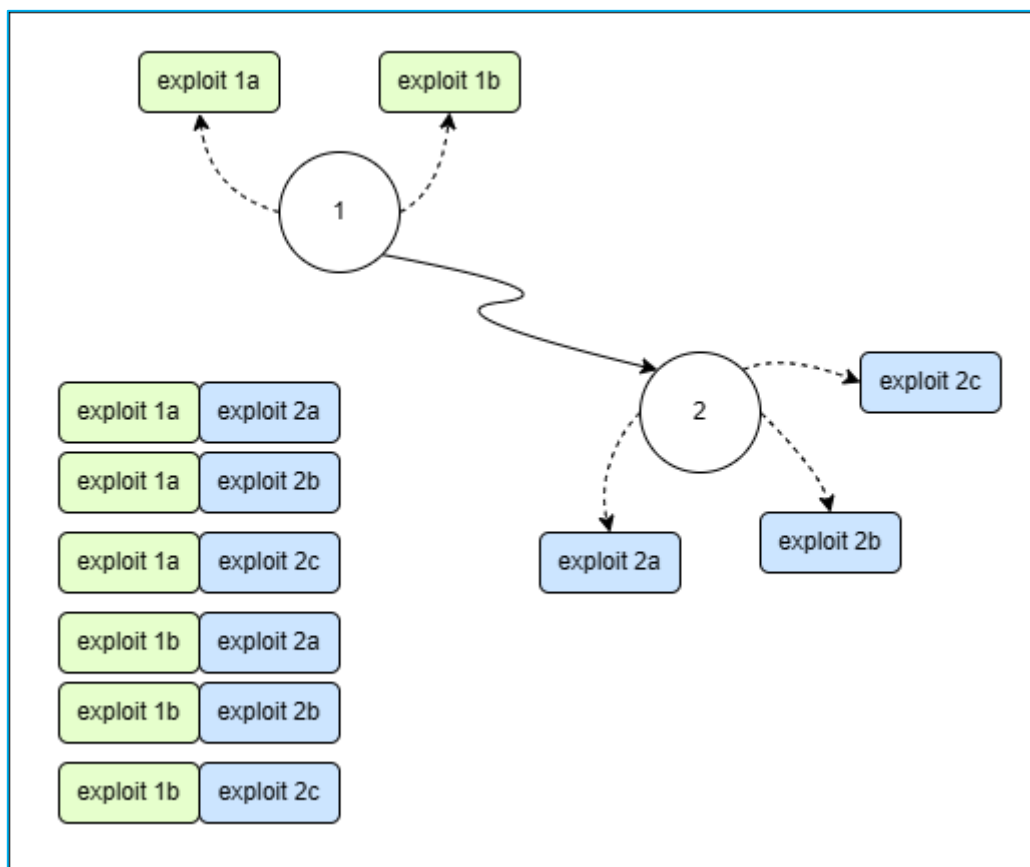 exploit 1a
exploit 1b
1
2
exploit 2c
exploit 2a
exploit 2b
exploit 1a exploit 2a
exploit 1a exploit 2b
exploit 1a exploit 2c
exploit 1b exploit 2a
exploit 1b exploit 2b
exploit 1b exploit 2c